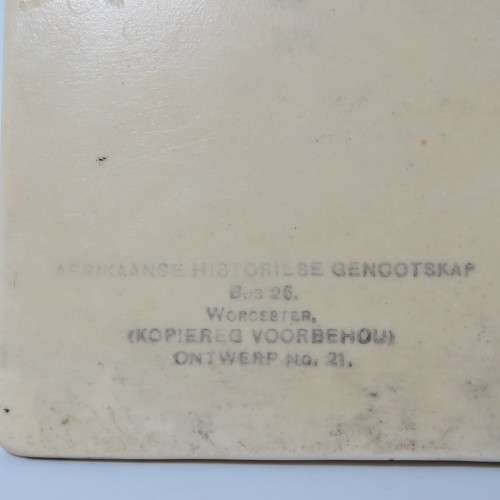 AFRIKAANSE HISTORIESE GENOOTSKAP
BUS 26.
WORCESTER.
(KOPIEREG VOORBEHOU)
ONTWERP No. 21.